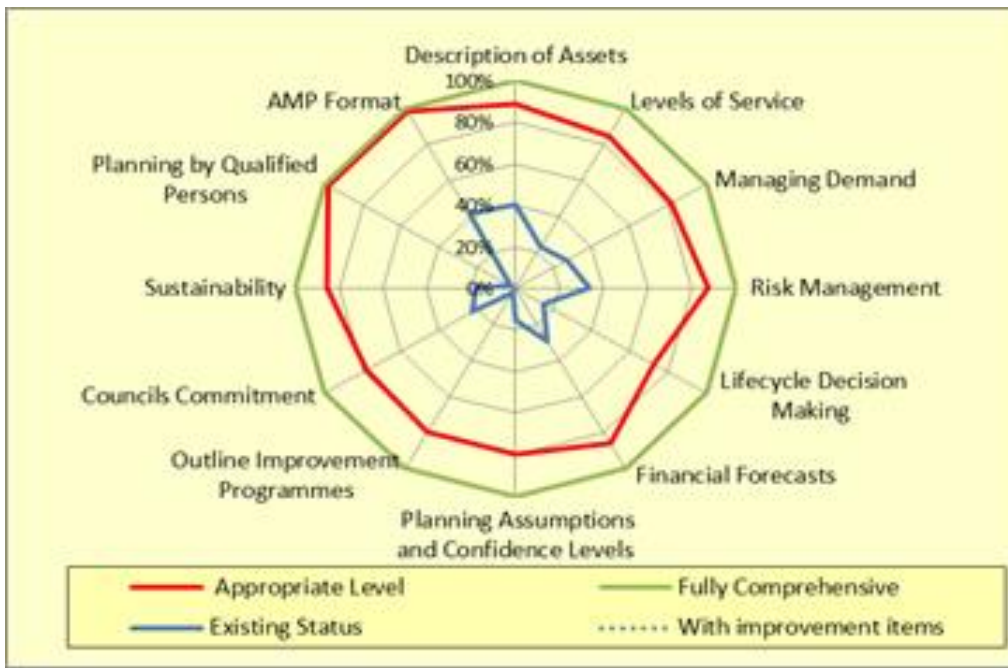 Description of Assets
100%
AMP Format
Levels of Service
80%
Planning by Qualified
Persons
60%
Managing Demand
40%
20%
Sustainability
0%
Risk Management
Councils Commitment
Lifecycle Decision
Making
Outline Improvement
Programmes
Financial Forecasts
Planning Assumptions
and Confidence Levels
Appropriate Level
Fully Comprehensive
Existing Status
With improvement items